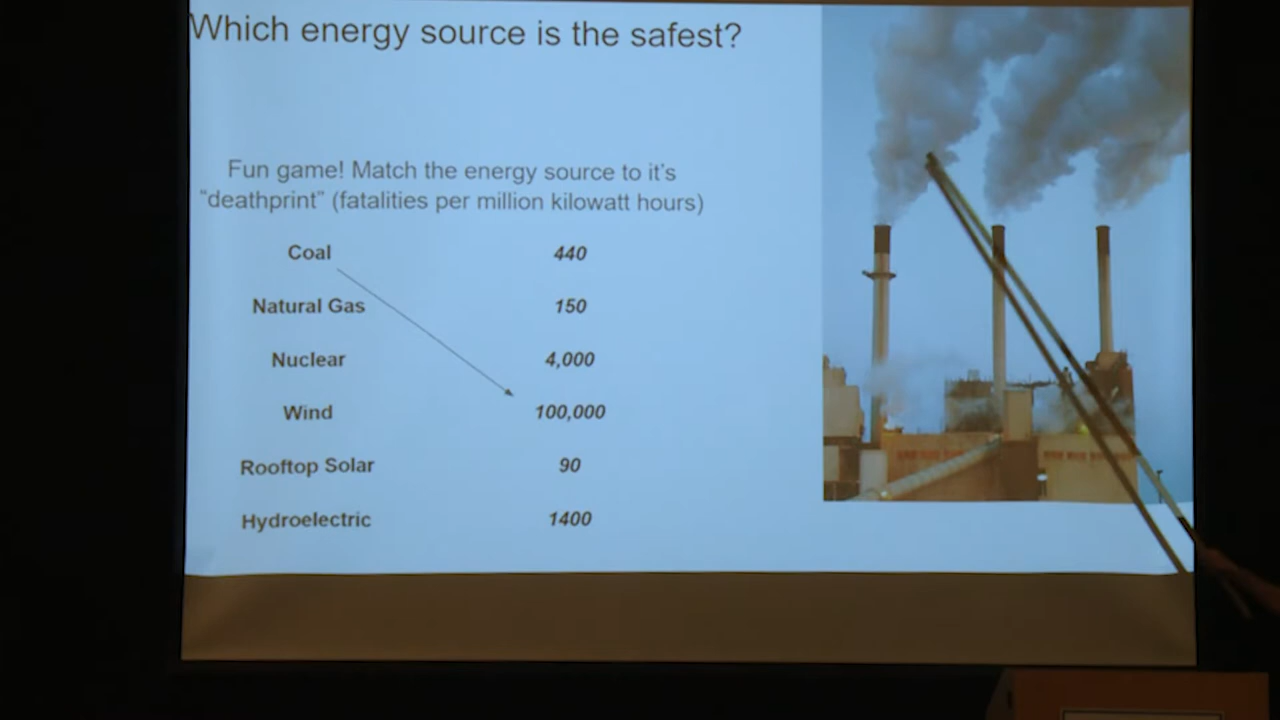 Which energy source is the safest?
Fun game! Match the energy source to it's
"deathprint" (fatalities per million kilowatt hours)
Coal 440
Natural Gas 150
Nuclear 4,000
Wind 100,000
Rooftop Solar 90
Hydroelectric 1400